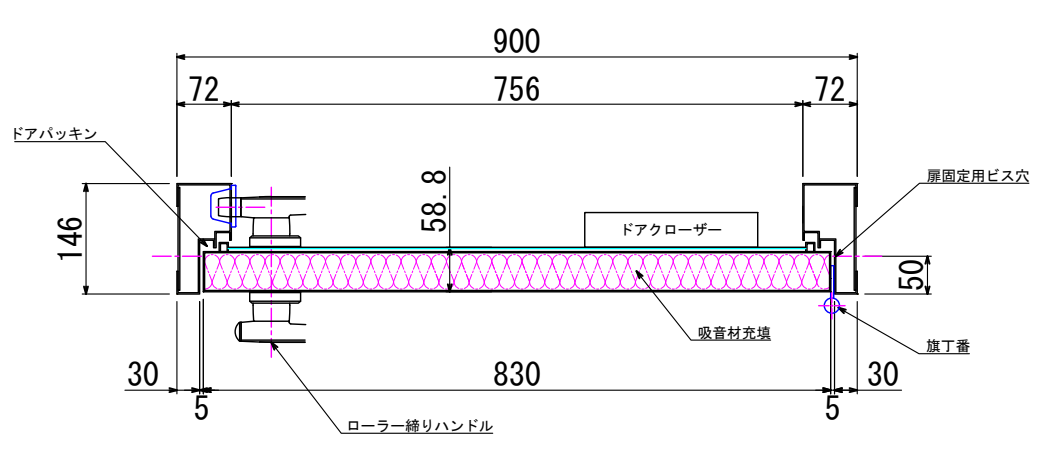 900
72
756
72
ドアパッキン
扉固定用ビス穴
58.8
ドアクローザー
146
50
吸音材充填
旗丁番
30
830
30
5
5
ローラー締りハンドル